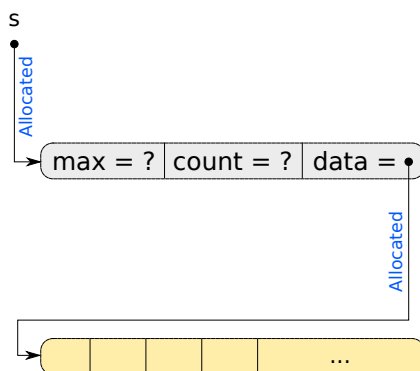 s
Allocated
max = ? count = ? data =
Allocated
...